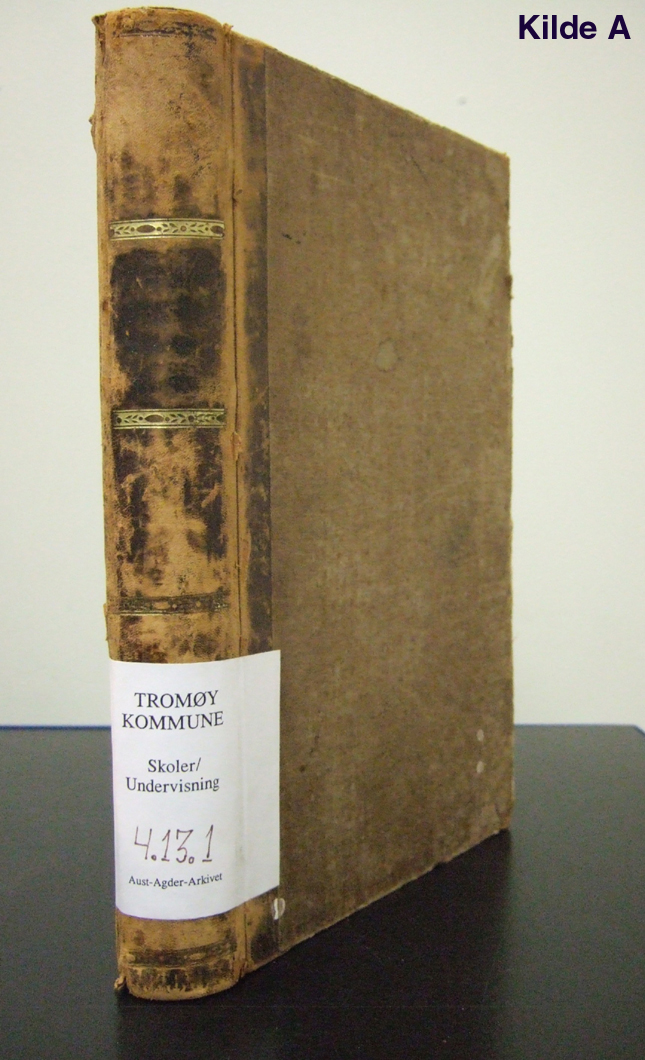 Kilde A
TROMØY
KOMMUNE
Skoler/
Undervisning
4.13.1
Aust-Agder-Arkivet